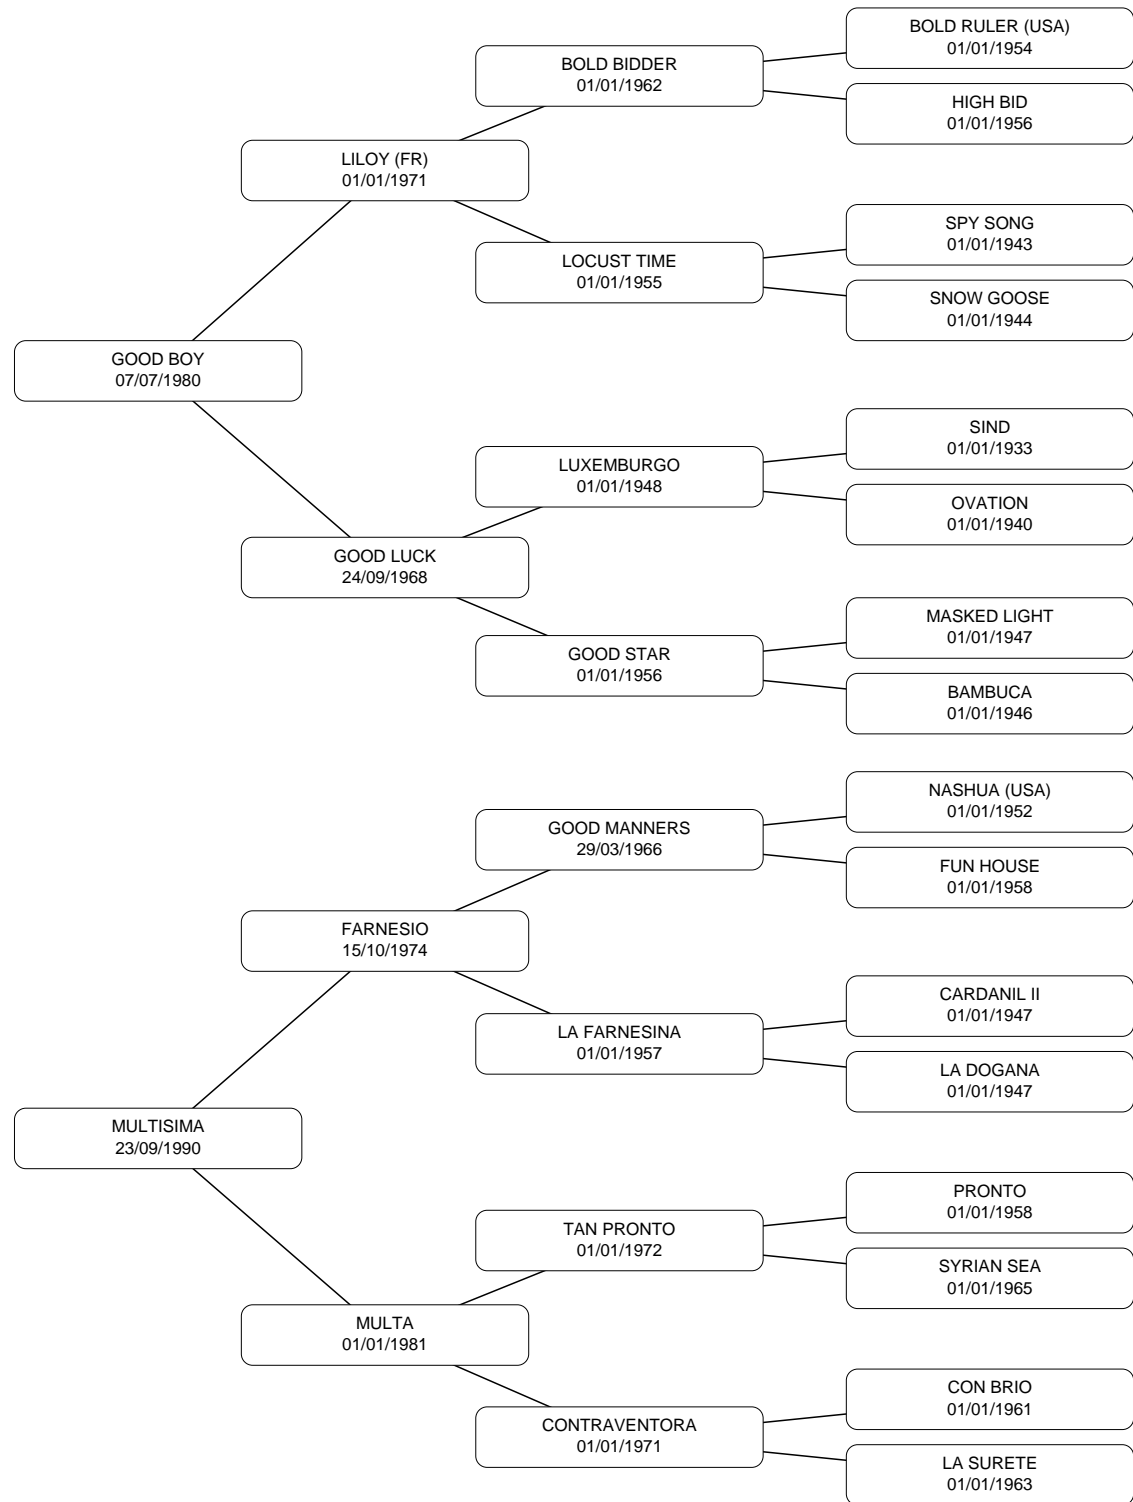 BOLD RULER (USA)
01/01/1954
BOLD BIDDER
01/01/1962
HIGH BID
01/01/1956
LILOY (FR)
01/01/1971
SPY SONG
01/01/1943
LOCUST TIME
01/01/1955
SNOW GOOSE
01/01/1944
GOOD BOY
07/07/1980
SIND
01/01/1933
LUXEMBURGO
01/01/1948
OVATION
01/01/1940
GOOD LUCK
24/09/1968
MASKED LIGHT
01/01/1947
GOOD STAR
01/01/1956
BAMBUCA
01/01/1946
NASHUA (USA)
01/01/1952
GOOD MANNERS
29/03/1966
FUN HOUSE
01/01/1958
FARNESIO
15/10/1974
CARDANIL II
01/01/1947
LA FARNESINA
01/01/1957
LA DOGANA
01/01/1947
MULTISIMA
23/09/1990
PRONTO
01/01/1958
TAN PRONTO
01/01/1972
SYRIAN SEA
01/01/1965
MULTA
01/01/1981
CON BRIO
01/01/1961
CONTRAVENTORA
01/01/1971
LA SURETE
01/01/1963